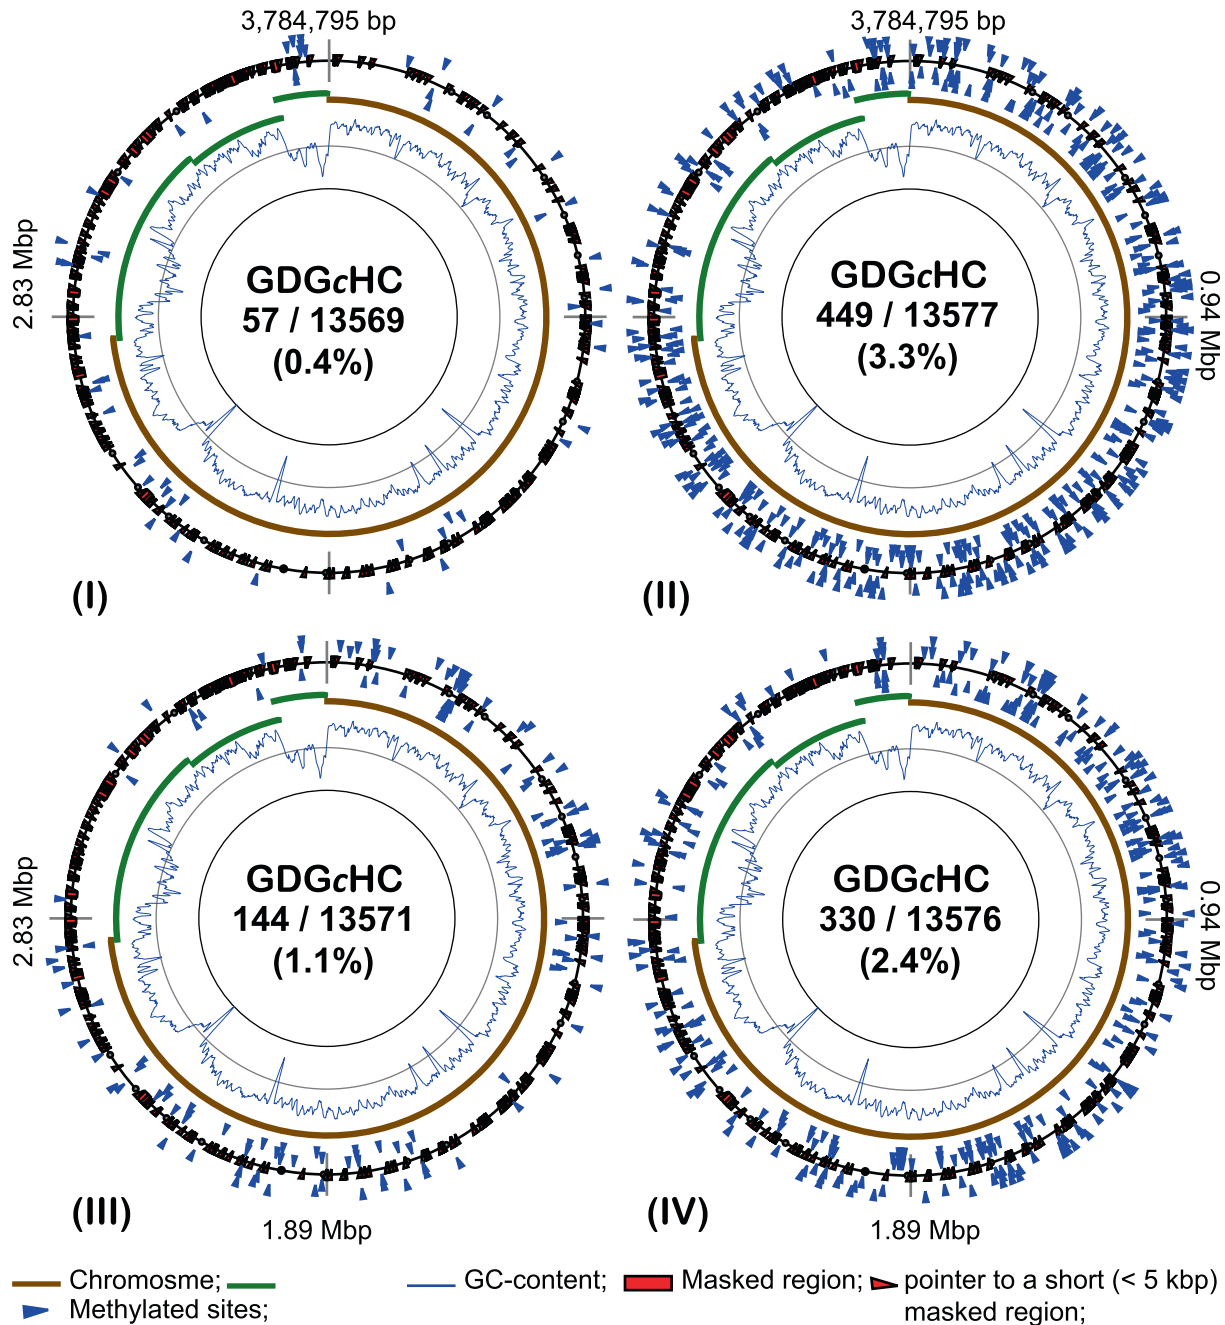 3,784,795 bp
3,784,795 bp
2.83 Mbp
GDGcHC
57 / 13569
(0.4%)
GDGcHC
449 / 13577
(3.3%)
0.94 Mbp
(I)
(II)
2.83 Mbp
GDGcHC
144 / 13571
(1.1%)
GDGcHC
330 / 13576
(2.4%)
0.94 Mbp
(III)
(IV)
1.89 Mbp
1.89 Mbp
Chromosme; GC-content; Masked region; pointer to a short (< 5 kbp)
Methylated sites; masked region;